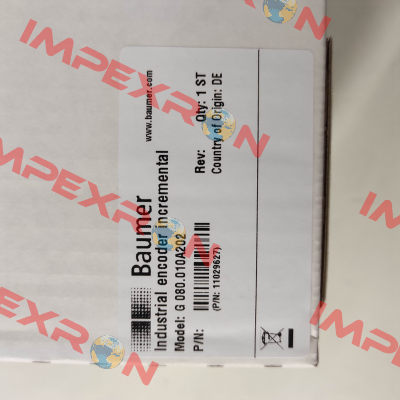 Baumer
www.baumer.com
Industrial encoder incremental
Model: G 080.010A202
Rev:
Qty: 1 ST
P/N:
Country of Origin: DE
(P/N: 11029627)
IMPEXRON
IMPEXRON
IMPEXRON
IMPEXRON
IMPEXRON